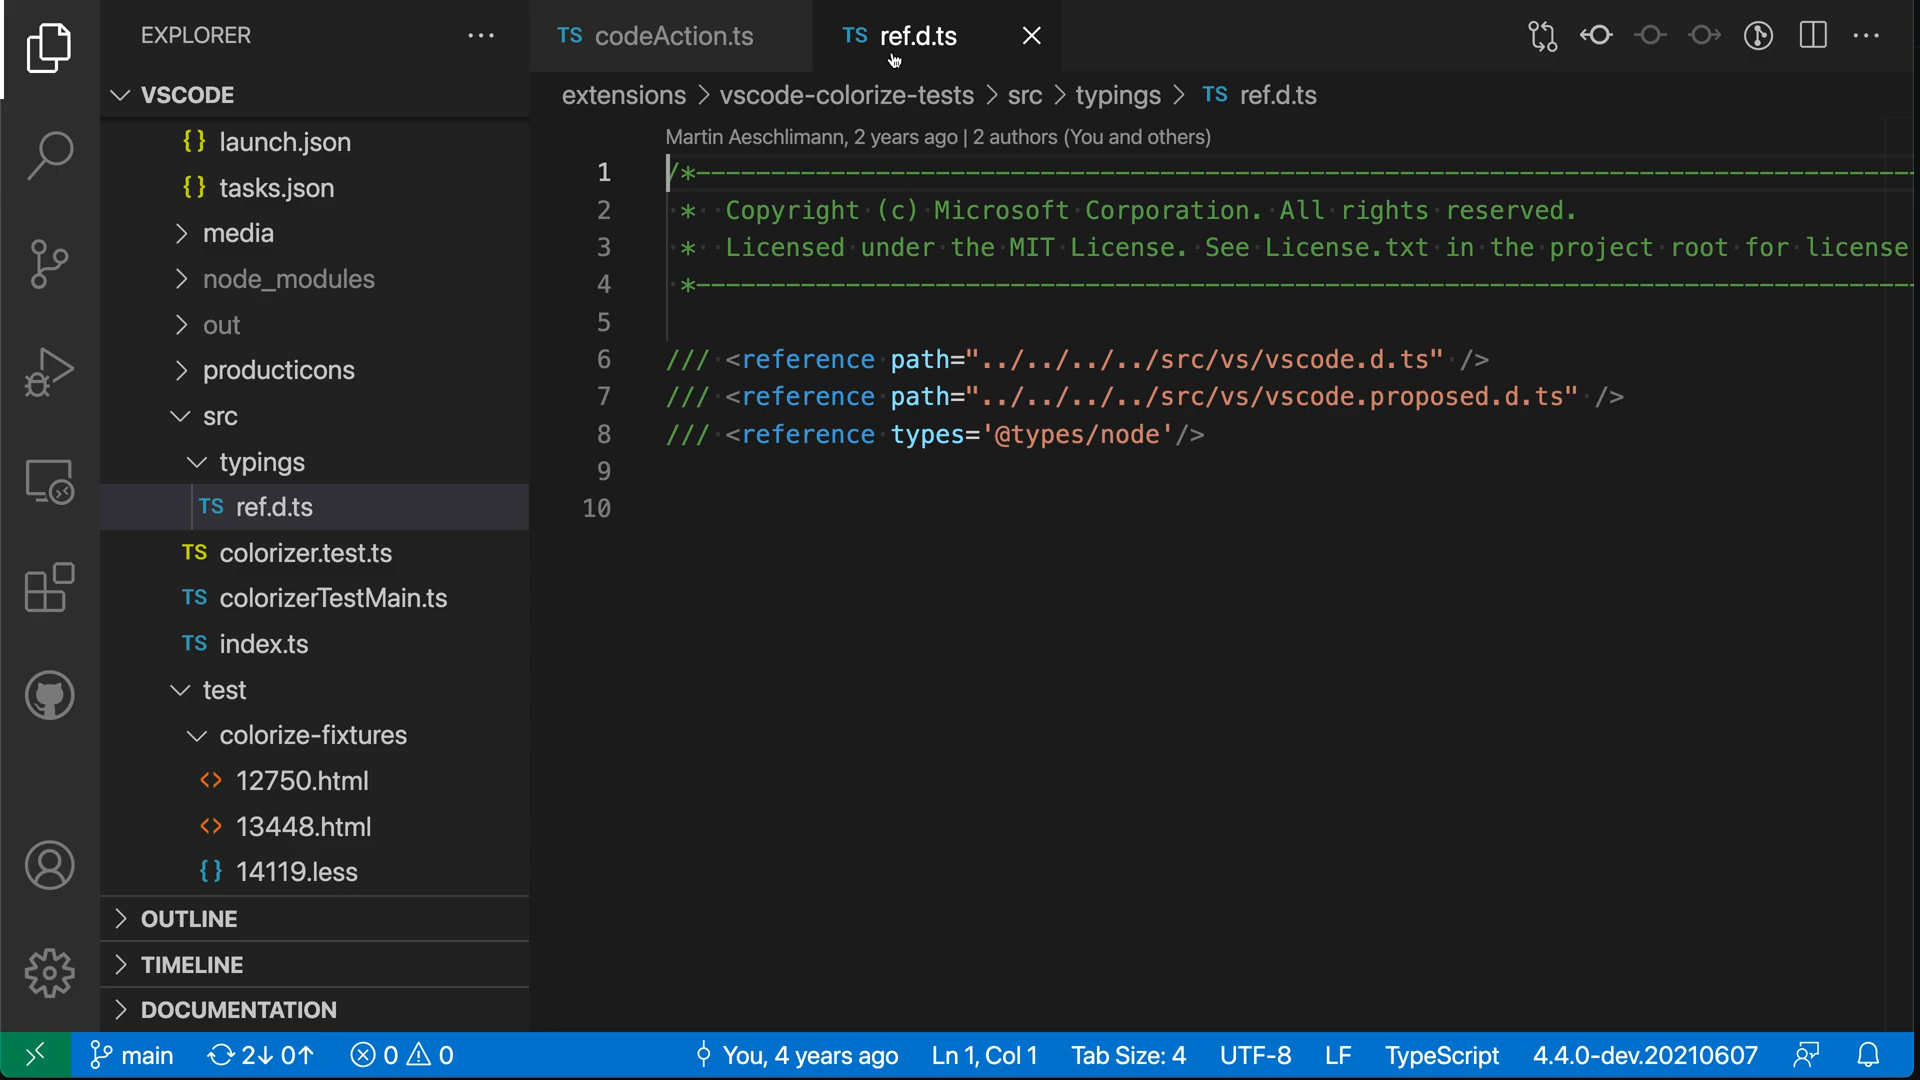 EXPLORER
VSCODE
{} launch.json
{} tasks.json
media
node_modules
out
producticons
src
typings
TS ref.d.ts
TS colorizer.test.ts
TS colorizerTestMain.ts
TS index.ts
test
colorize-fixtures
<> 12750.html
<> 13448.html
{} 14119.less
OUTLINE
TIMELINE
DOCUMENTATION
TS codeAction.ts
TS ref.d.ts
extensions > vscode-colorize-tests > src > typings > TS ref.d.ts
Martin Aeschlimann, 2 years ago | 2 authors (You and others)
1 /*---------------------------------------------------------------------------------
2 *  Copyright (c) Microsoft Corporation. All rights reserved.
3 *  Licensed under the MIT License. See License.txt in the project root for license
4 *---------------------------------------------------------------------------------
5
6 /// <reference path="../../../../src/vs/vscode.d.ts" />
7 /// <reference path="../../../../src/vs/vscode.proposed.d.ts" />
8 /// <reference types='@types/node'/>
9
10
main 2↓ 0↑ 0 0 You, 4 years ago Ln 1, Col 1 Tab Size: 4 UTF-8 LF TypeScript 4.4.0-dev.20210607